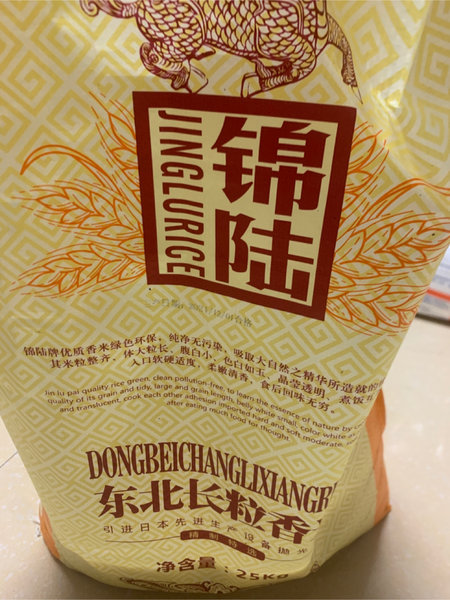 锦陆
JINGLURICE
锦陆牌优质香米绿色环保，纯净无污染，吸取大自然之精华所造就的
其米粒整齐、体大粒长、腹白小、色白如玉、晶莹透明、煮饭
入口软硬适度，柔嫩清香，食后回味无穷。
Jin lu pai quality rice green, clean pollution-free, to learn the essence of nature by
quality of its grain and tidy, large and grain length, belly white small, color white
and translucent, cook each other adhesion imported hard and soft moderate,
after eating much food for thought.
DONGBEICHANGLIXIANG
东北长粒香
引进日本先进生产设备抛光
精制特选
净含量：25Kg